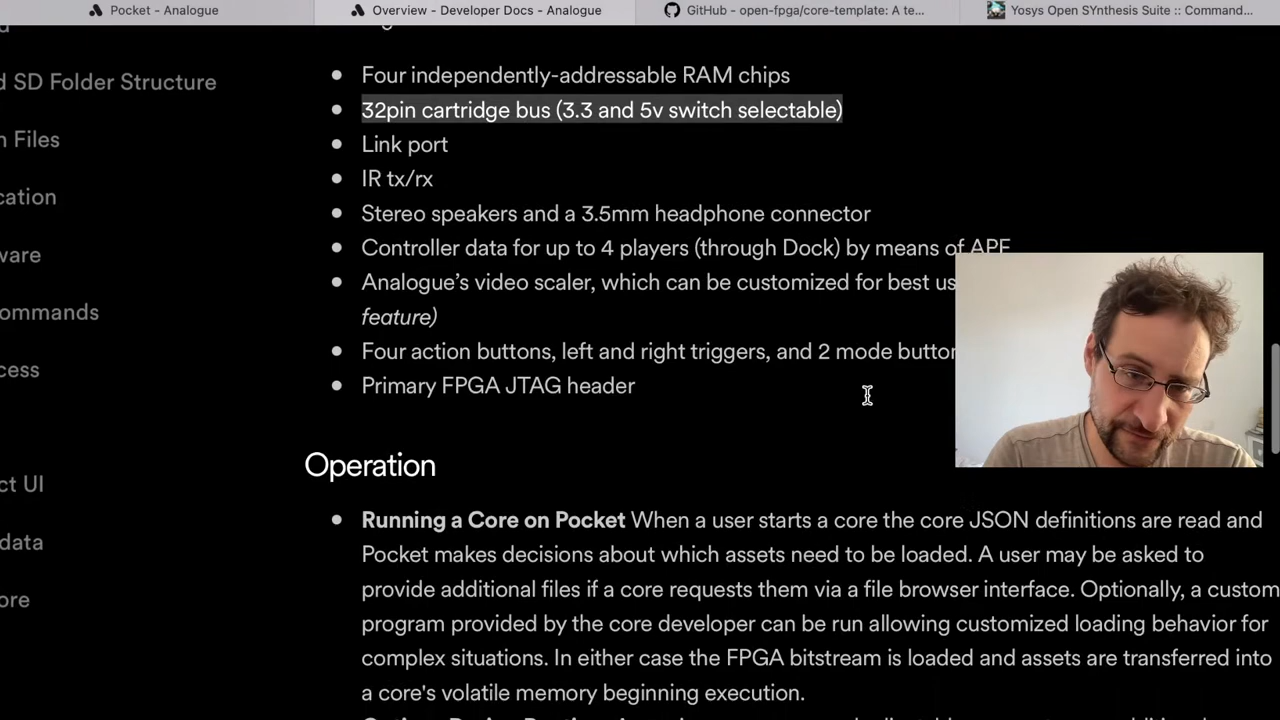 Pocket - Analogue
Overview - Developer Docs - Analogue
GitHub - open-fpga/core-template: A te...
Yosys Open SYnthesis Suite :: Command...
d SD Folder Structure
n Files
cation
ware
ommands
cess
ct UI
data
ore
Four independently-addressable RAM chips
32pin cartridge bus (3.3 and 5v switch selectable)
Link port
IR tx/rx
Stereo speakers and a 3.5mm headphone connector
Controller data for up to 4 players (through Dock) by means of APF
Analogue’s video scaler, which can be customized for best us
feature)
Four action buttons, left and right triggers, and 2 mode button
Primary FPGA JTAG header
Operation
Running a Core on Pocket When a user starts a core the core JSON definitions are read and
Pocket makes decisions about which assets need to be loaded. A user may be asked to
provide additional files if a core requests them via a file browser interface. Optionally, a custom
program provided by the core developer can be run allowing customized loading behavior for
complex situations. In either case the FPGA bitstream is loaded and assets are transferred into
a core's volatile memory beginning execution.